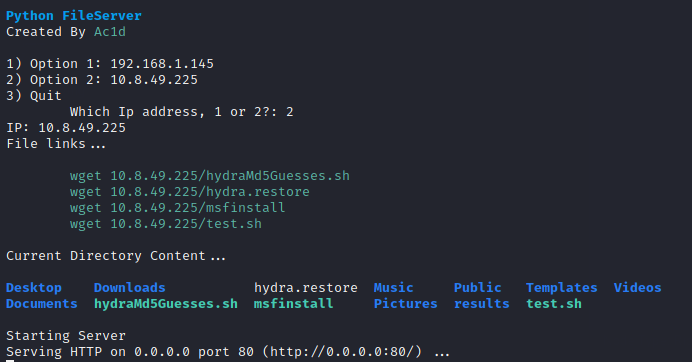 Python FileServer
Created By Ac1d
1) Option 1: 192.168.1.145
2) Option 2: 10.8.49.225
3) Quit
Which Ip address, 1 or 2?: 2
IP: 10.8.49.225
File links...
wget 10.8.49.225/hydraMd5Guesses.sh
wget 10.8.49.225/hydra.restore
wget 10.8.49.225/msfinstall
wget 10.8.49.225/test.sh
Current Directory Content...
Desktop Downloads hydra.restore Music Public Templates Videos
Documents hydraMd5Guesses.sh msfinstall Pictures results test.sh
Starting Server
Serving HTTP on 0.0.0.0 port 80 (http://0.0.0.0:80/) ...